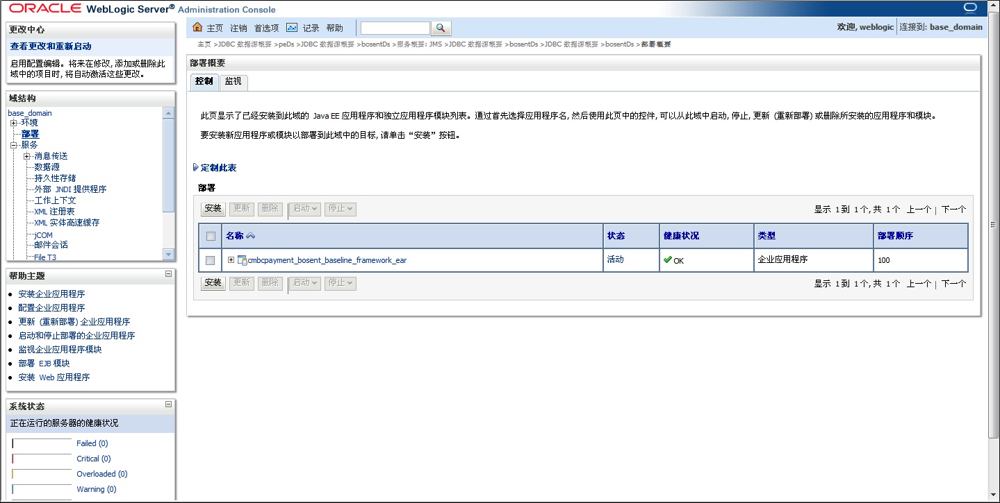 ORACLE WebLogic Server® Administration Console
更改中心
查看更改和重新启动
启用配置编辑。将来在修改, 添加或删除此
域中的项目时, 将自动激活这些更改。
域结构
base_domain
环境
部署
服务
消息传送
数据源
持久性存储
外部 JNDI 提供程序
工作上下文
XML 注册表
XML 实体高速缓存
jCOM
邮件会话
File T3
帮助主题
安装企业应用程序
配置企业应用程序
更新 (重新部署) 企业应用程序
启动和停止部署的企业应用程序
监视企业应用程序模块
部署 EJB 模块
安装 Web 应用程序
系统状态
正在运行的服务器的健康状况
Failed (0)
Critical (0)
Overloaded (0)
Warning (0)
主页 注销 首选项 记录 帮助
欢迎, weblogic 连接到: base_domain
主页 >JDBC 数据源概要 >peDs >JDBC 数据源概要 >bosentDs >服务概要: JMS >JDBC 数据源概要 >bosentDs >JDBC 数据源概要 >bosentDs >部署概要
部署概要
控制 监视
此页显示了已经安装到此域的 Java EE 应用程序和独立应用程序模块列表。通过首先选择应用程序名, 然后使用此页中的控件, 可以从此域中启动, 停止, 更新 (重新部署) 或删除所安装的应用程序和模块。
要安装新应用程序或模块以部署到此域中的目标, 请单击“安装”按钮。
定制此表
部署
安装 更新 删除 启动 停止 显示 1 到 1 个, 共 1 个 上一个 | 下一个
名称 状态 健康状况 类型 部署顺序
cmbcpayment_bosent_baseline_framework_ear 活动 OK 企业应用程序 100
安装 更新 删除 启动 停止 显示 1 到 1 个, 共 1 个 上一个 | 下一个